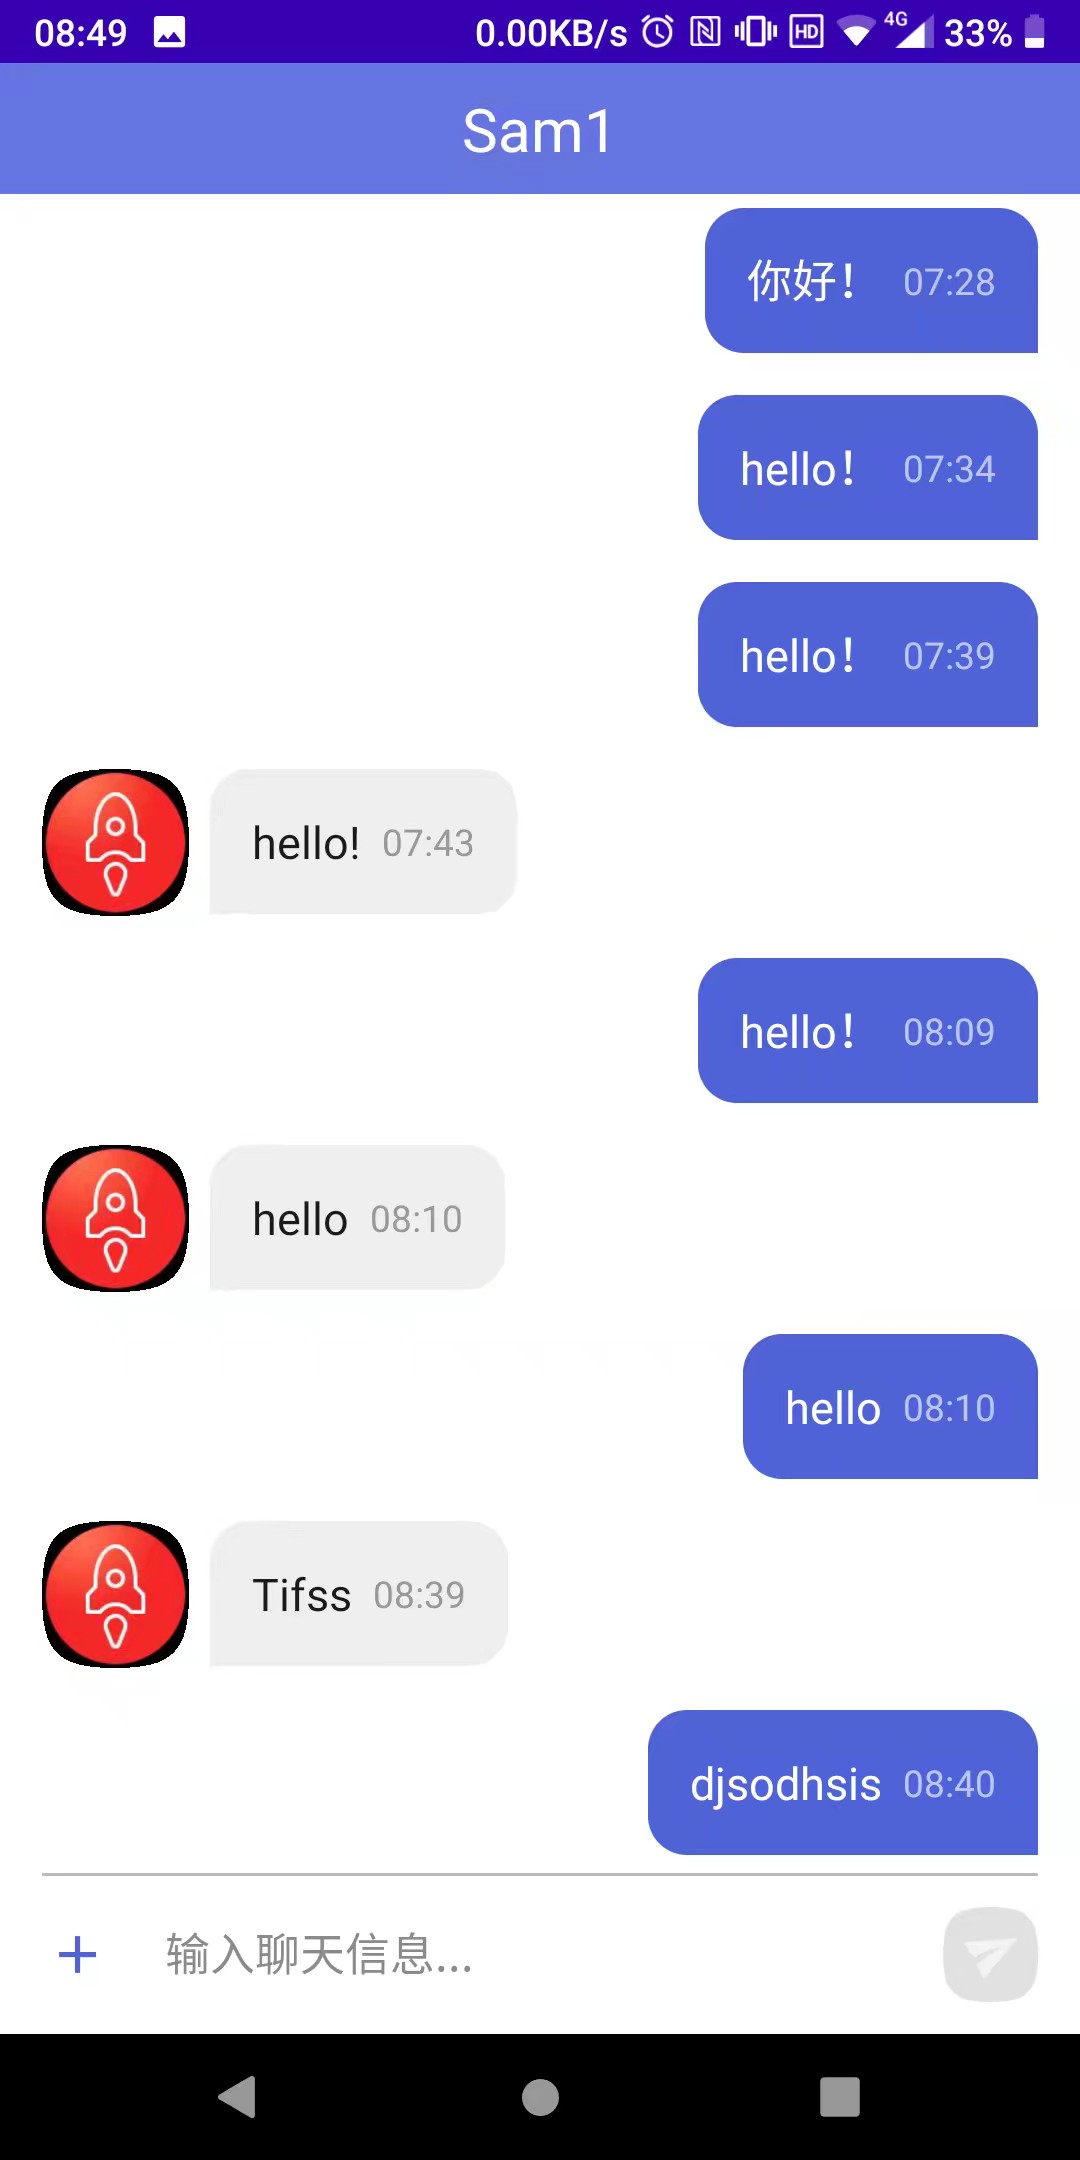 08:49 0.00KB/s HD 4G 33%
Sam1
你好！ 07:28
hello！ 07:34
hello！ 07:39
hello! 07:43
hello！ 08:09
hello 08:10
hello 08:10
Tifss 08:39
djsodhsis 08:40
输入聊天信息...